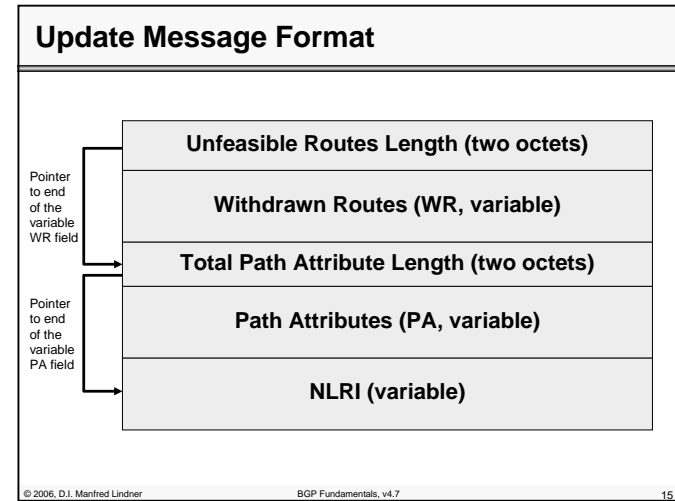 Update Message Format
Unfeasible Routes Length (two octets)
Pointer
to end
of the
variable
WR field
Withdrawn Routes (WR, variable)
Total Path Attribute Length (two octets)
Pointer
to end
of the
variable
PA field
Path Attributes (PA, variable)
NLRI (variable)
© 2006, D.I. Manfred Lindner
BGP Fundamentals, v4.7
15